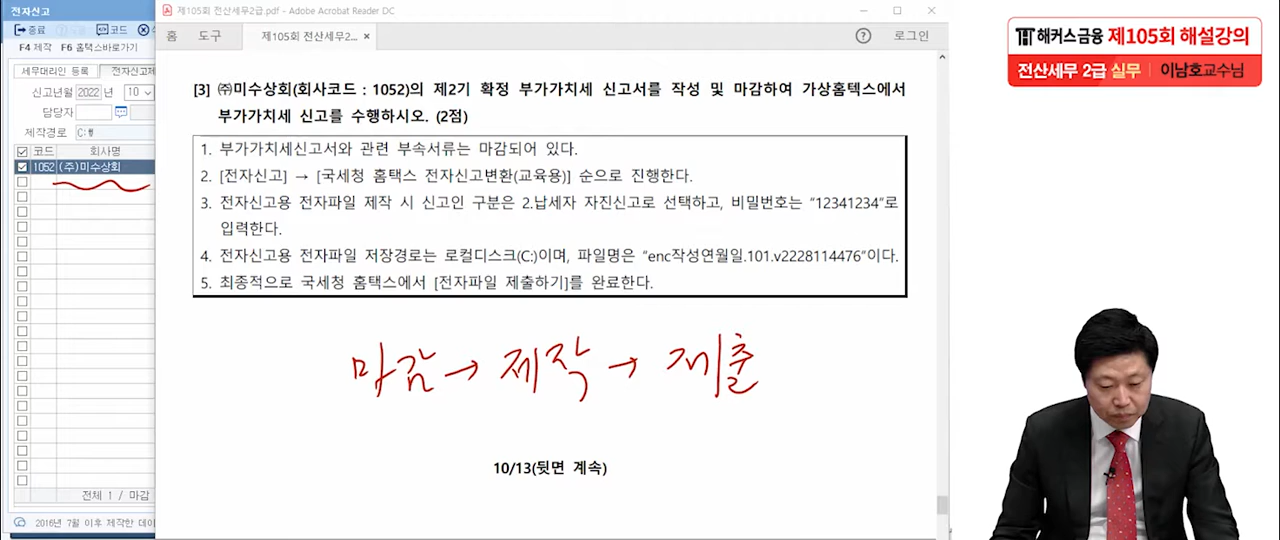 전자신고
종료
코드
F4 제작 F6 홈택스바로가기
세무대리인 등록
전자신고제
신고년월 2022 년 10
담당자
제작경로 C:₩
코드 회사명
1052 (주)미수상회
전체 1 / 마감
2016년 7월 이후 제작한 데이
제105회 전산세무2급.pdf - Adobe Acrobat Reader DC
홈 도구 제105회 전산세무2... × 로그인
[3] ㈜미수상회(회사코드 : 1052)의 제2기 확정 부가가치세 신고서를 작성 및 마감하여 가상홈택스에서
부가가치세 신고를 수행하시오. (2점)
1. 부가가치세신고서와 관련 부속서류는 마감되어 있다.
2. [전자신고] → [국세청 홈택스 전자신고변환(교육용)] 순으로 진행한다.
3. 전자신고용 전자파일 제작 시 신고인 구분은 2.납세자 자진신고로 선택하고, 비밀번호는 “12341234”로
입력한다.
4. 전자신고용 전자파일 저장경로는 로컬디스크(C:)이며, 파일명은 “enc작성연월일.101.v2228114476”이다.
5. 최종적으로 국세청 홈택스에서 [전자파일 제출하기]를 완료한다.
마감 → 제작 → 제출
10/13(뒷면 계속)
해커스금융 제105회 해설강의
전산세무 2급 실무 | 이남호교수님